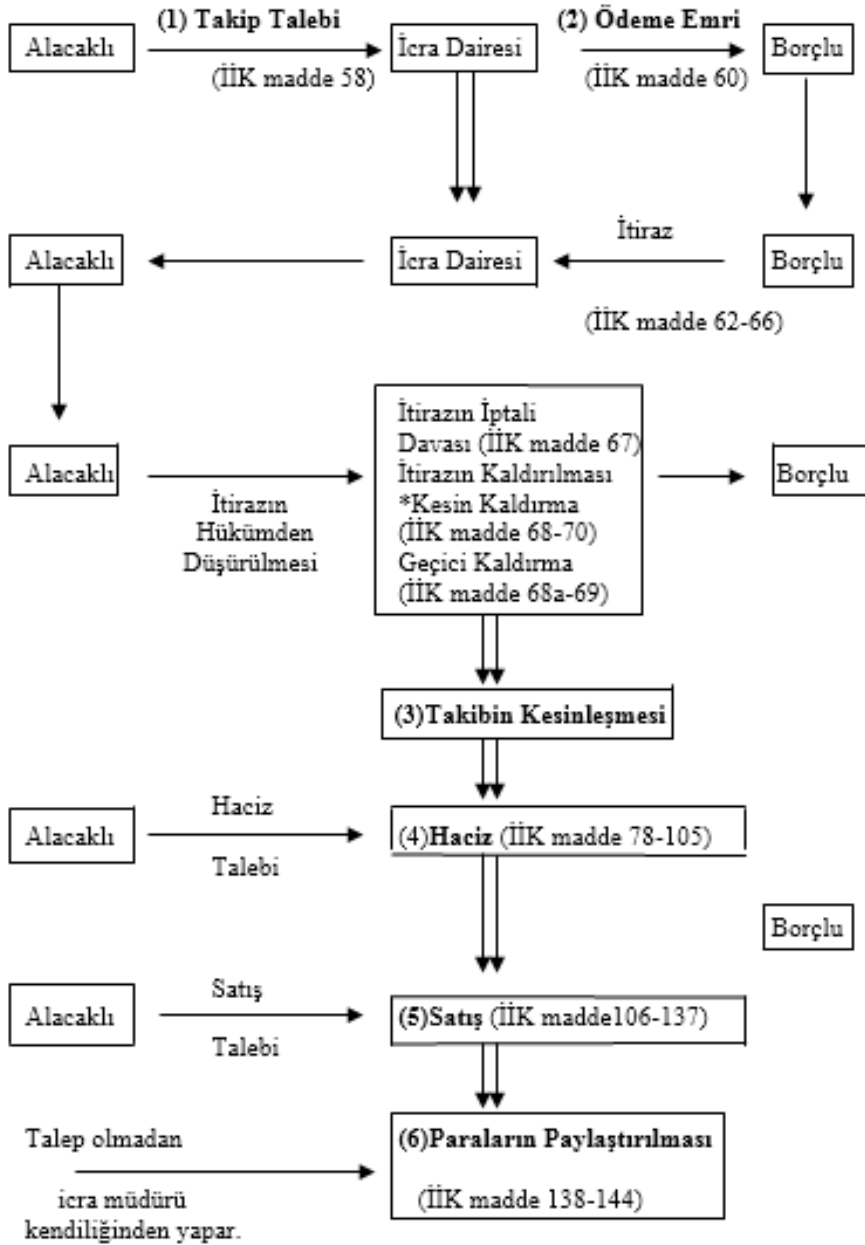 (1) Takip Talebi
(2) Ödeme Emri
Alacaklı
İcra Dairesi
Borçlu
(İİK madde 58)
(İİK madde 60)
İtiraz
Alacaklı
İcra Dairesi
Borçlu
(İİK madde 62-66)
Alacaklı
İtirazın
Hükümden
Düşürülmesi
İtirazın İptali
Davası (İİK madde 67)
İtirazın Kaldırılması
*Kesin Kaldırma
(İİK madde 68-70)
Geçici Kaldırma
(İİK madde 68a-69)
Borçlu
(3)Takibin Kesinleşmesi
Alacaklı
Haciz
Talebi
(4)Haciz (İİK madde 78-105)
Borçlu
Alacaklı
Satış
Talebi
(5)Satış (İİK madde106-137)
Talep olmadan
icra müdürü
kendiliğinden yapar.
(6)Paraların Paylaştırılması
(İİK madde 138-144)